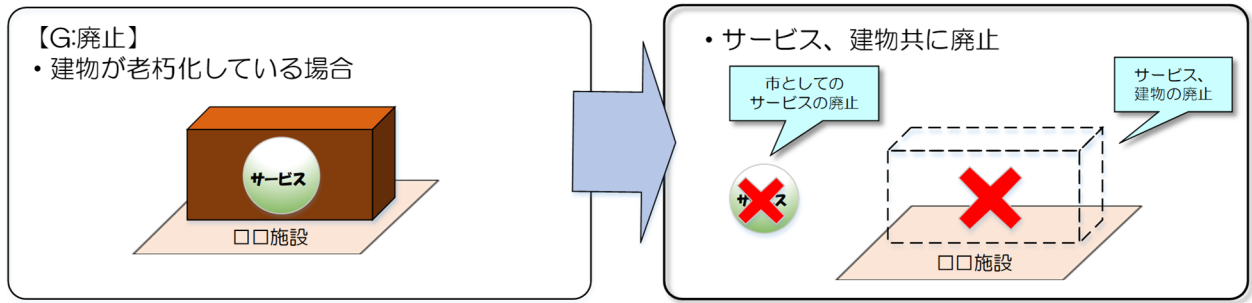 【G:廃止】
・建物が老朽化している場合
サービス
□□施設
・サービス、建物共に廃止
市としての
サービスの廃止
サービス、
建物の廃止
□□施設